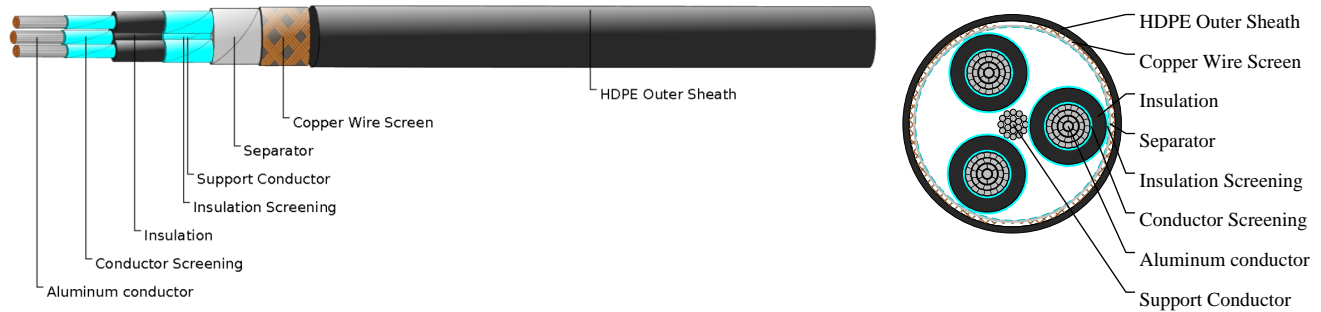 HDPE Outer Sheath
Copper Wire Screen
Separator
Support Conductor
Insulation Screening
Insulation
Conductor Screening
Aluminum conductor
HDPE Outer Sheath
Copper Wire Screen
Insulation
Separator
Insulation Screening
Conductor Screening
Aluminum conductor
Support Conductor